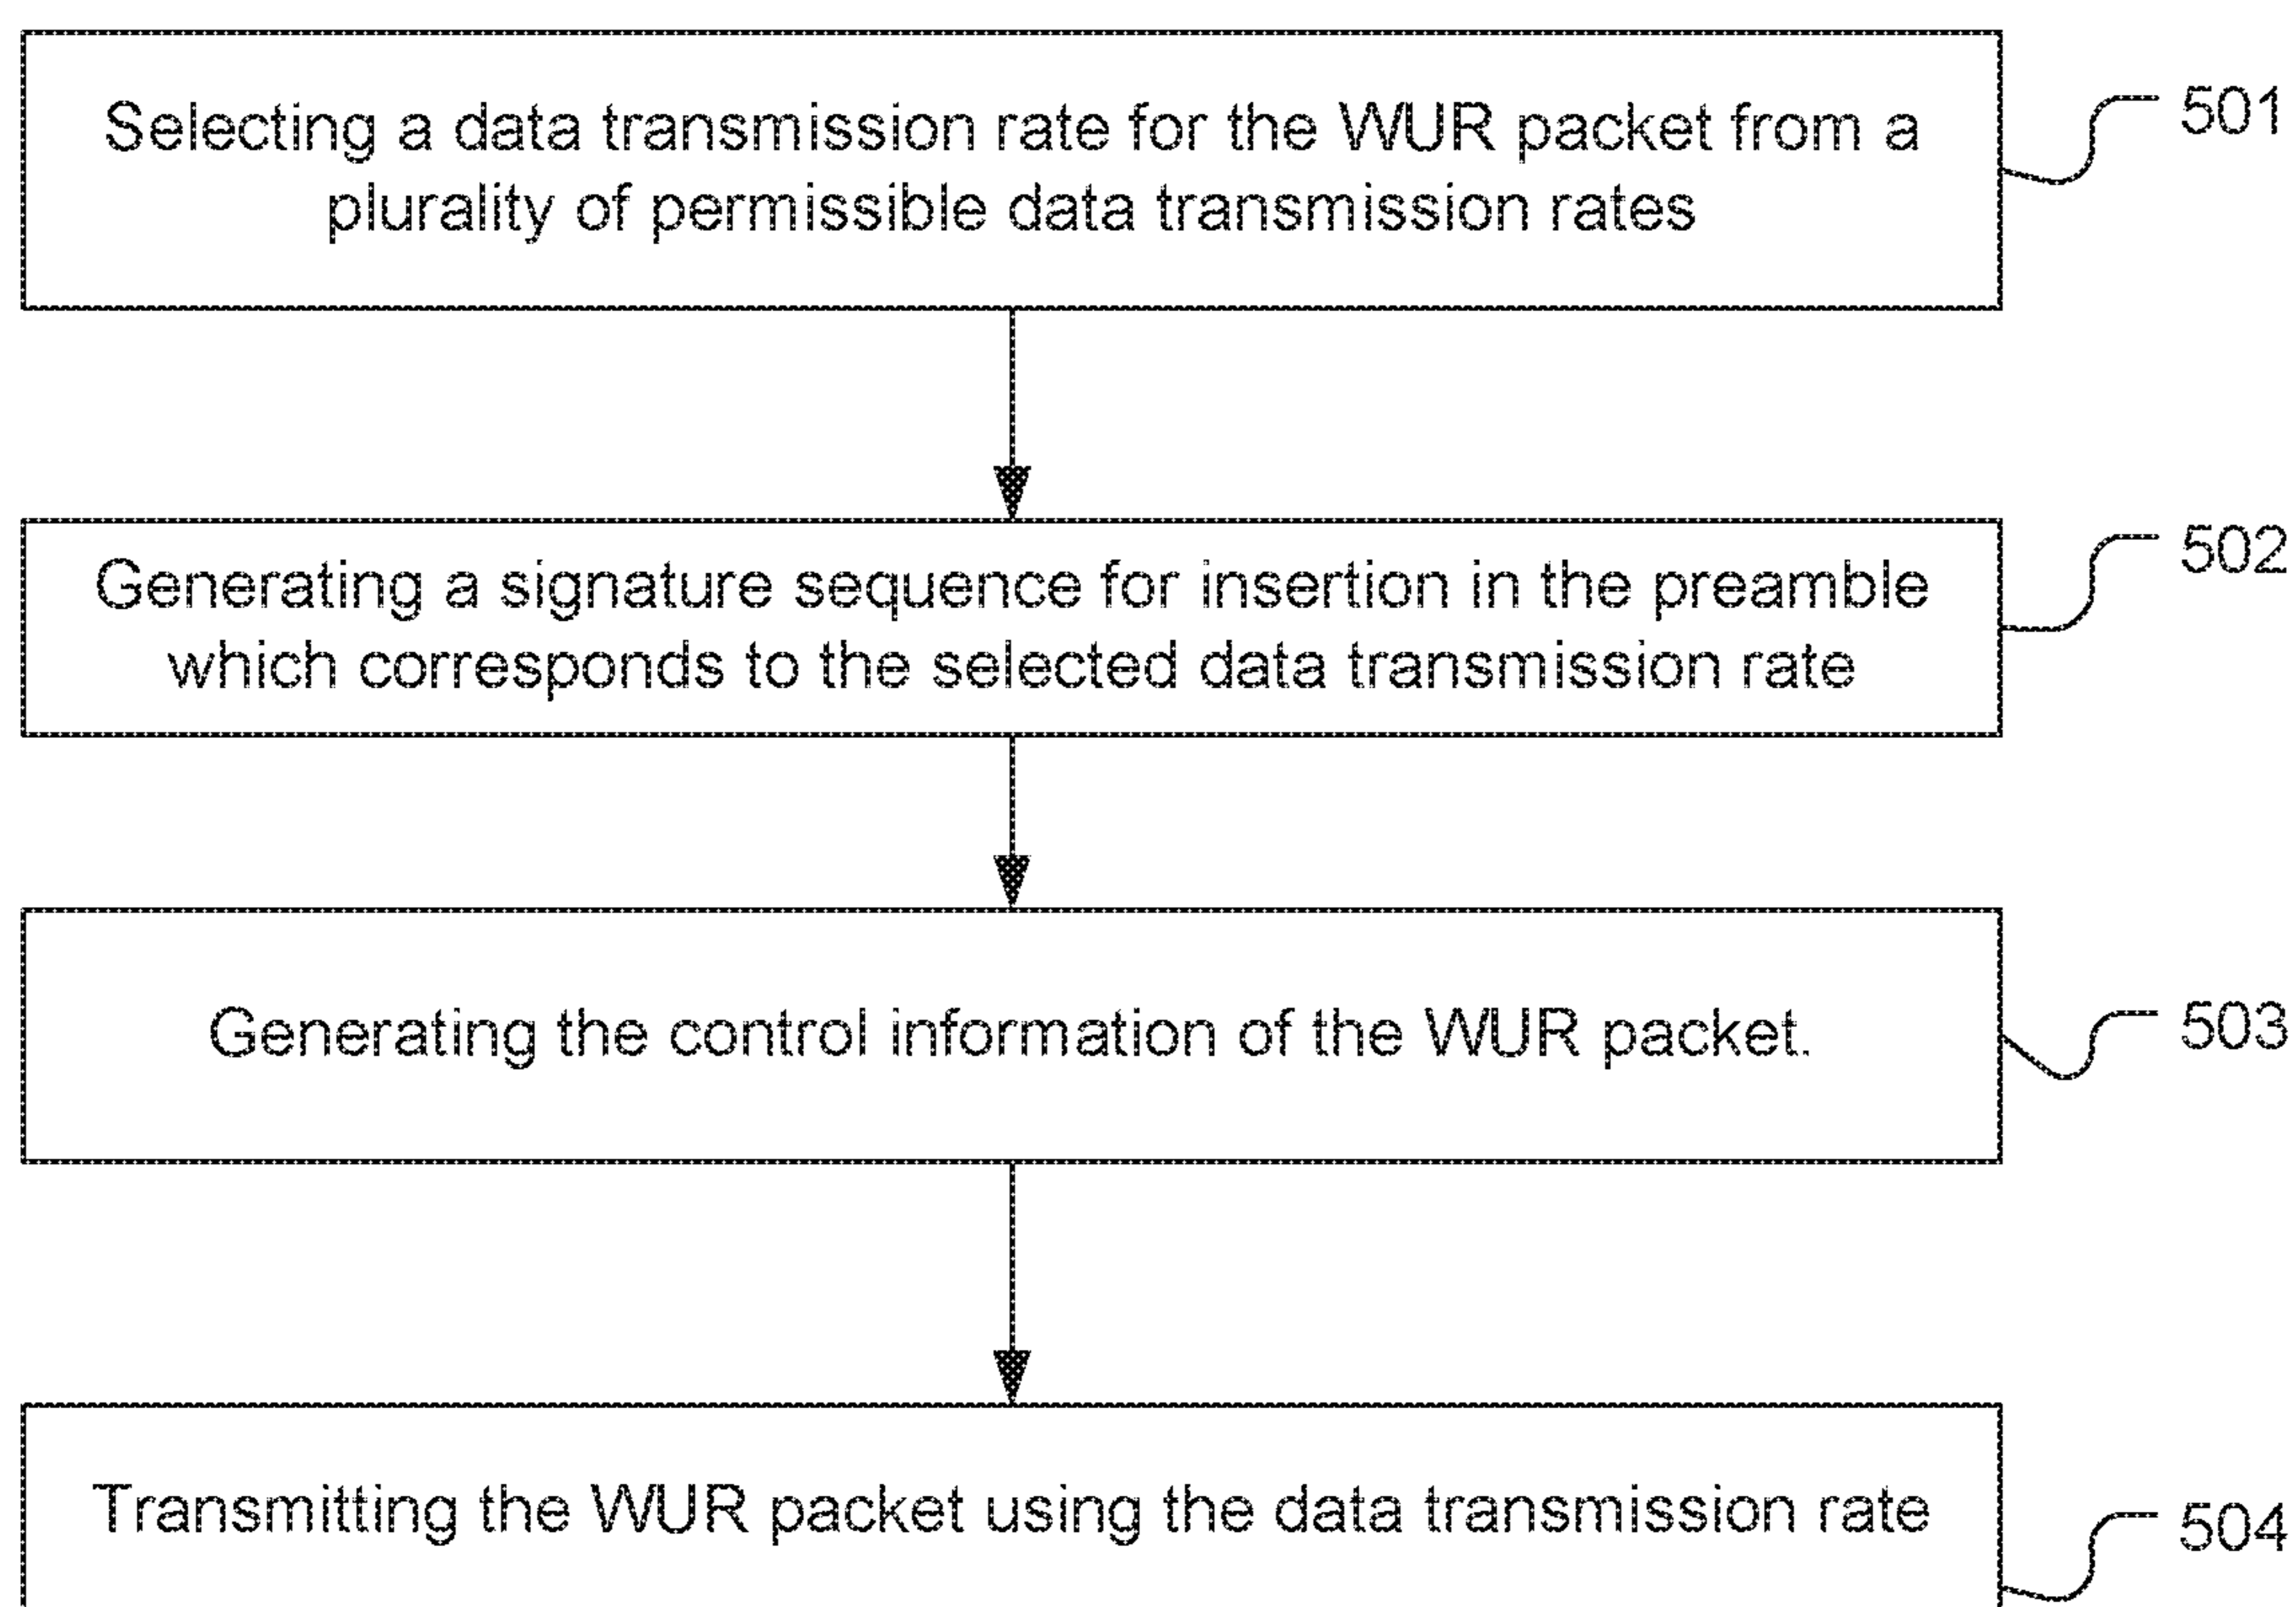 Selecting a data transmission rate for the WUR packet from a
501
plurality of permissible data transmission rates
Generating a signature sequence for insertion in the preamble
502
which corresponds to the selected data transmission rate
Generating the control information of the WUR packet.
503
Transmitting the WUR packet using the data transmission rate
504